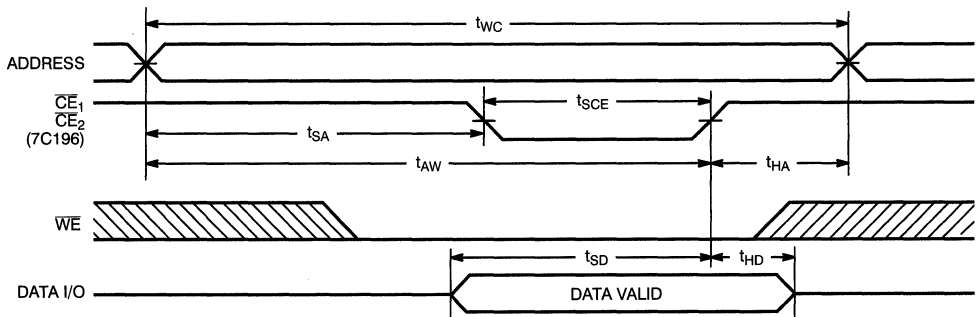 tWC
ADDRESS
CE1
CE2
(7C196)
tSCE
tSA
tAW
tHA
WE
tSD
tHD
DATA I/O
DATA VALID